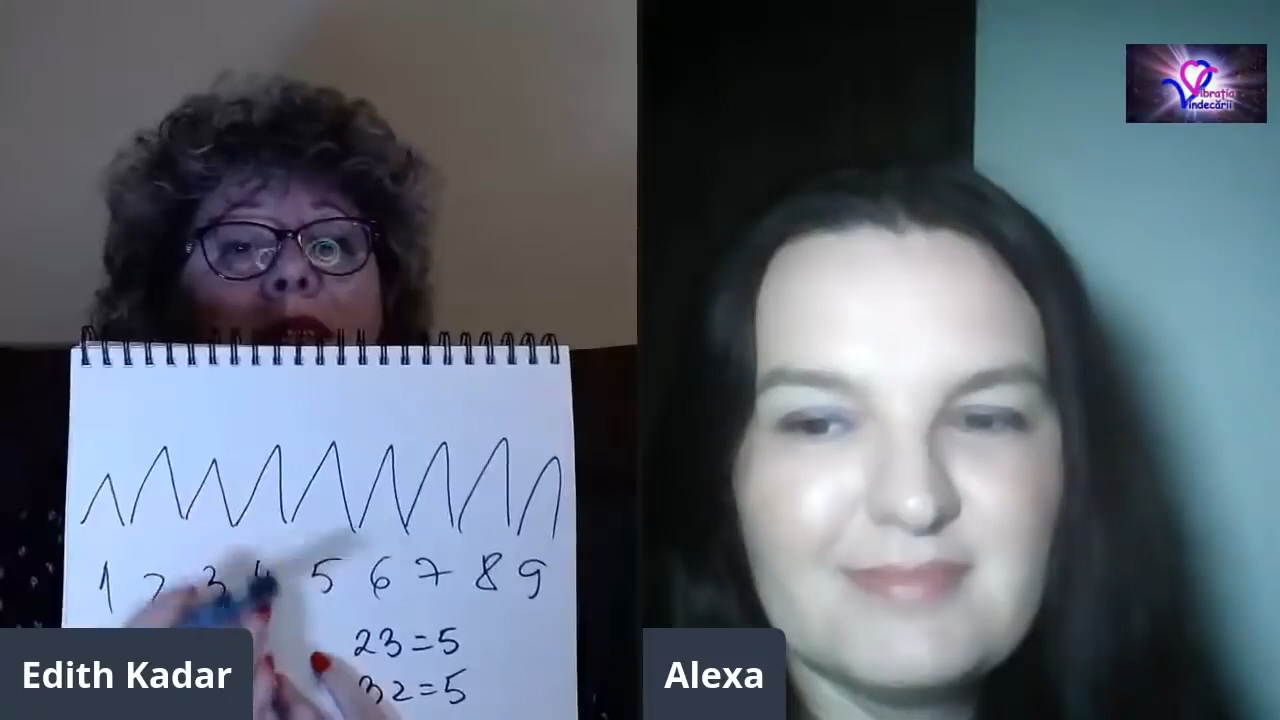 Vibrația
Vindecării
1 2 3 4 5 6 7 8 9
23=5
32=5
Edith Kadar
Alexa